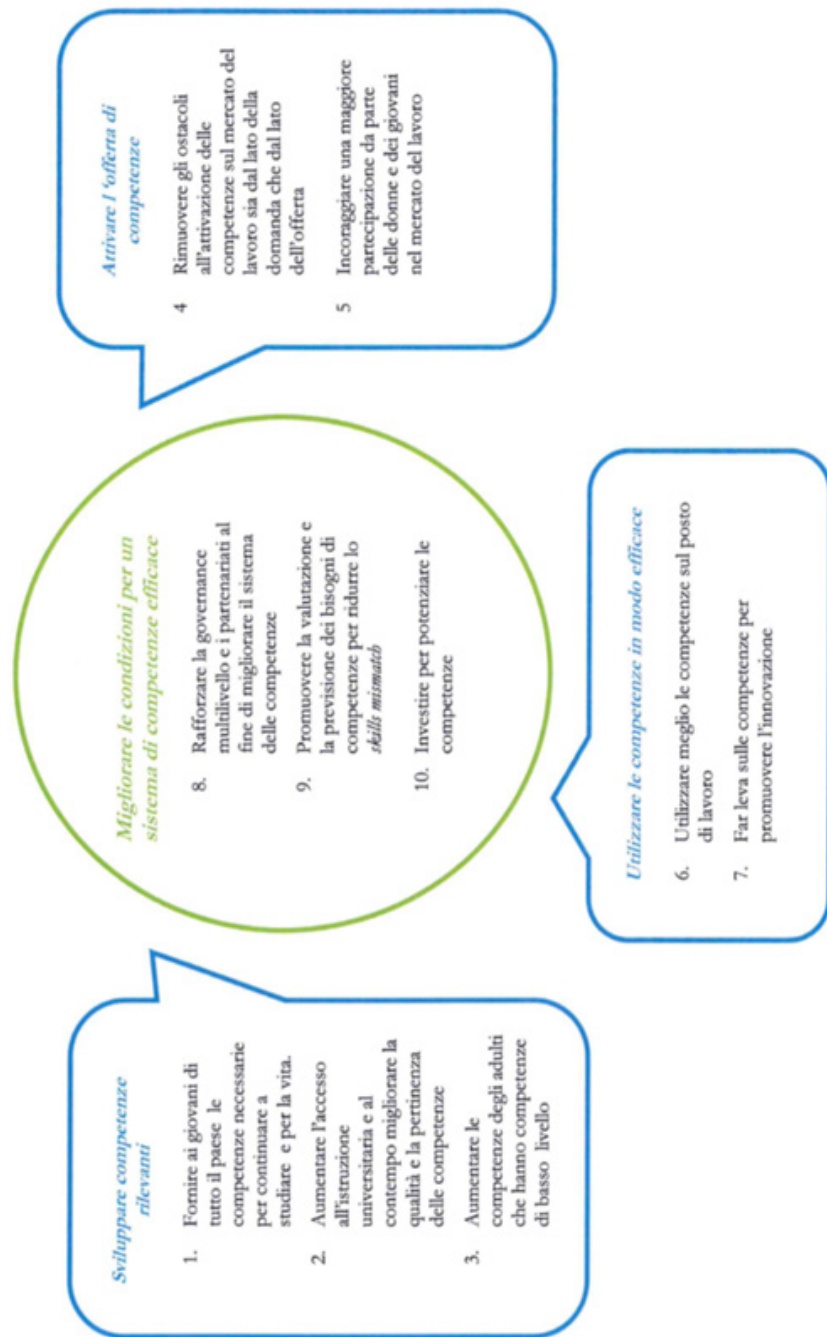 Sviluppare competenze
rilevanti
1. Fornire ai giovani di
tutto il paese le
competenze necessarie
per continuare a
studiare e per la vita.
2. Aumentare l'accesso
all'istruzione
universitaria e al
contempo migliorare la
qualità e la pertinenza
delle competenze
3. Aumentare le
competenze degli adulti
che hanno competenze
di basso livello
Migliorare le condizioni per un
sistema di competenze efficace
8. Rafforzare la governance
multilivello e i partenariati al
fine di migliorare il sistema
delle competenze
9. Promuovere la valutazione e
la previsione dei bisogni di
competenze per ridurre lo
skills mismatch
10. Investire per potenziare le
competenze
Attivare l 'offerta di
competenze
4 Rimuovere gli ostacoli
all'attivazione delle
competenze sul mercato del
lavoro sia dal lato della
domanda che dal lato
dell'offerta
5 Incoraggiare una maggiore
partecipazione da parte
delle donne e dei giovani
nel mercato del lavoro
Utilizzare le competenze in modo efficace
6. Utilizzare meglio le competenze sul posto
di lavoro
7. Far leva sulle competenze per
promuovere l'innovazione